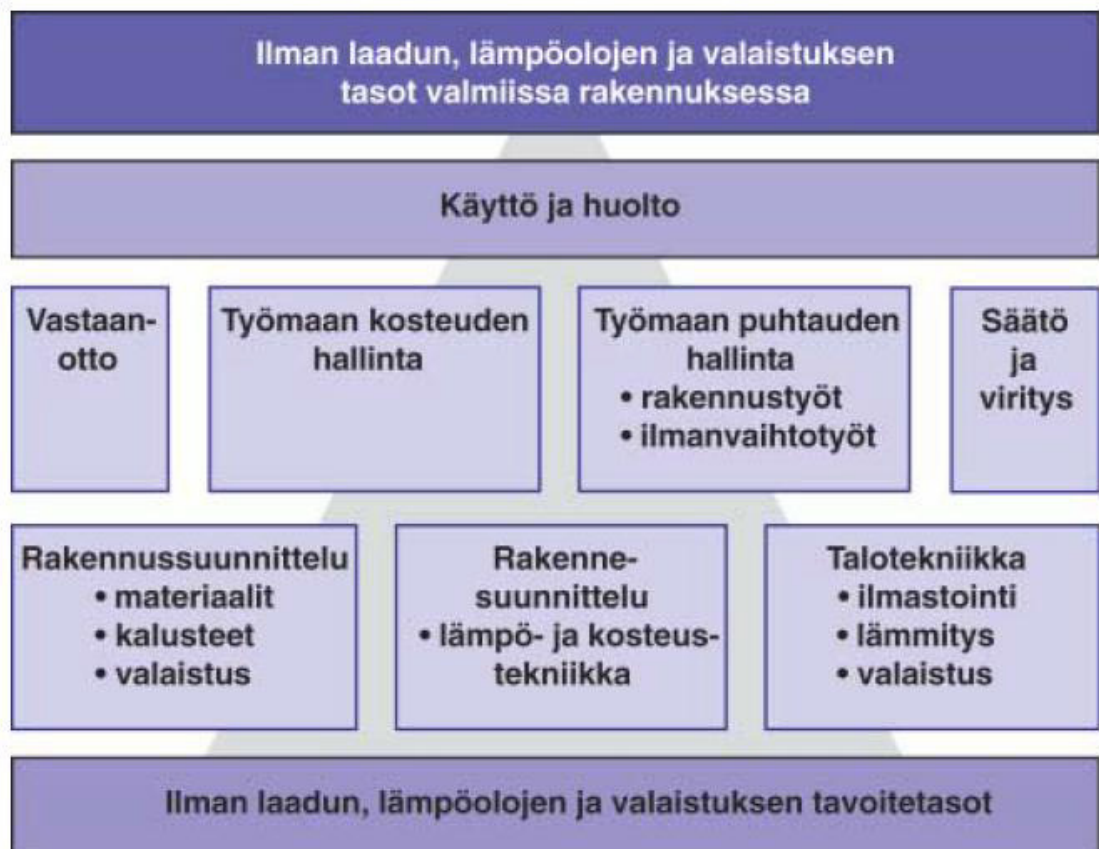 Ilman laadun, lämpöolojen ja valaistuksen
tasot valmiissa rakennuksessa
Käyttö ja huolto
Vastaan-
otto
Työmaan kosteuden
hallinta
Työmaan puhtauden
hallinta
• rakennustyöt
• ilmanvaihtotyöt
Säätö
ja
viritys
Rakennussuunnittelu
• materiaalit
• kalusteet
• valaistus
Rakenne-
suunnittelu
• lämpö- ja kosteus-
tekniikka
Talotekniikka
• ilmastointi
• lämmitys
• valaistus
Ilman laadun, lämpöolojen ja valaistuksen tavoitetasot